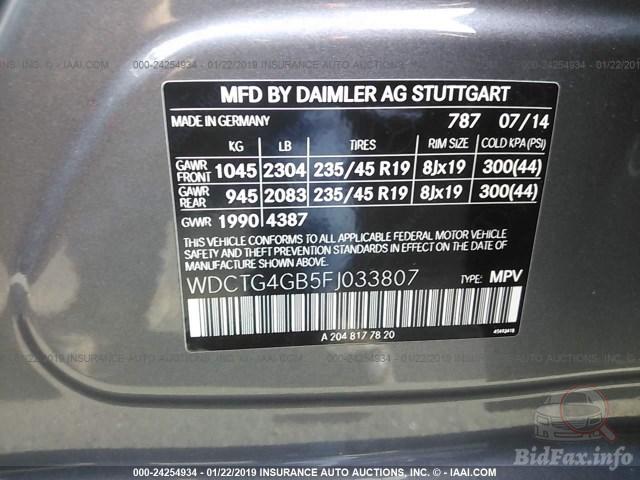 000-24254934 - 01/22/2019 INSURANCE AUTO AUCTIONS - © - IAAI.COM
MFD BY DAIMLER AG STUTTGART
MADE IN GERMANY 787 07/14
KG LB TIRES RIM SIZE COLD KPA(PSI)
GAWR FRONT 1045 2304 235/45 R19 8Jx19 300(44)
GAWR REAR 945 2083 235/45 R19 8Jx19 300(44)
GVWR 1990 4387
THIS VEHICLE CONFORMS TO ALL APPLICABLE FEDERAL MOTOR VEHICLE
SAFETY AND THEFT PREVENTION STANDARDS IN EFFECT ON THE DATE
OF MANUFACTURE SHOWN ABOVE.
WDCTG4GB5FJ033807 TYPE: MPV
A 204 817 78 20
BidFax.info
000-24254934 - 01/22/2019 INSURANCE AUTO AUCTIONS - © - IAAI.COM